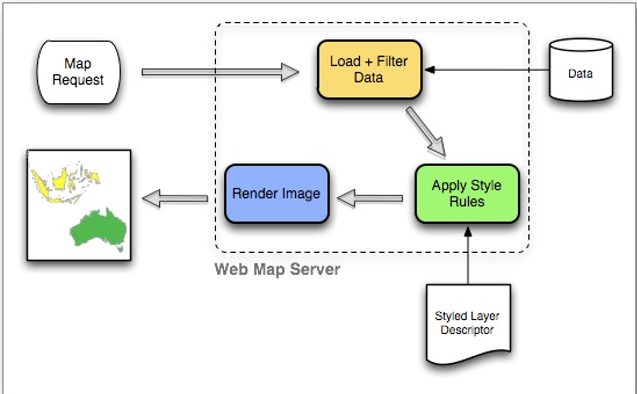 Map
Request
Load + Filter
Data
Data
Render Image
Apply Style
Rules
Web Map Server
Styled Layer
Descriptor